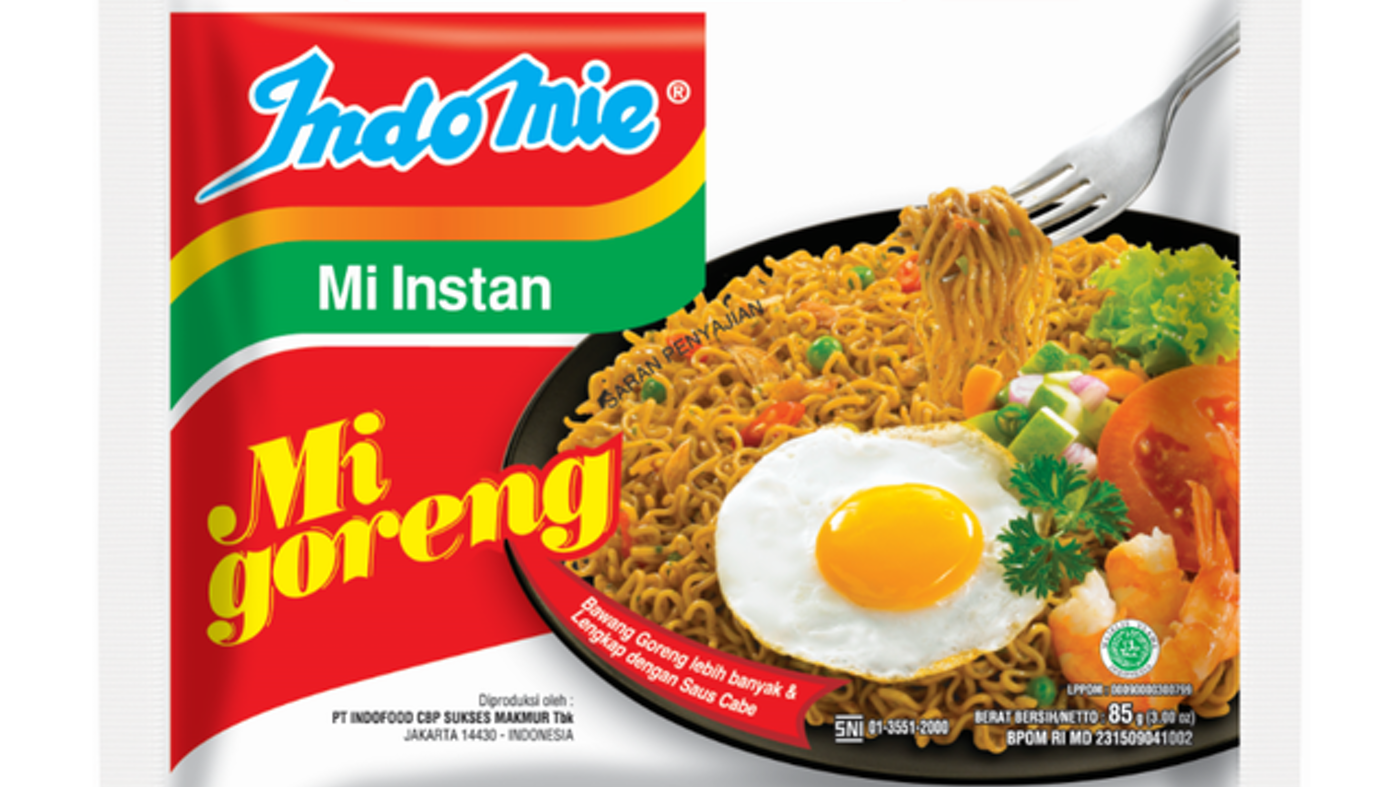 Indomie®
Mi Instan
Mi
goreng
SARAN PENYAJIAN
Bawang Goreng lebih banyak &
Lengkap dengan Saus Cabe
Diproduksi oleh :
PT INDOFOOD CBP SUKSES MAKMUR Tbk
JAKARTA 14430 - INDONESIA
SNI 01-3551-2000
LPPOM : 00090000300799
BERAT BERSIH/NETTO : 85 g (3.00 oz)
BPOM RI MD 231509041002